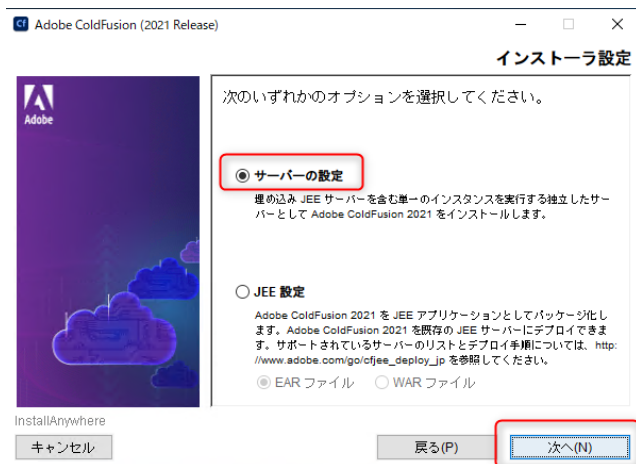 Adobe ColdFusion (2021 Release)
インストーラ設定
Adobe
次のいずれかのオプションを選択してください。
サーバーの設定
埋め込み JEE サーバーを含む単一のインスタンスを実行する独立したサー
バーとして Adobe ColdFusion 2021 をインストールします。
JEE 設定
Adobe ColdFusion 2021 を JEE アプリケーションとしてパッケージ化し
ます。Adobe ColdFusion 2021 を既存の JEE サーバーにデプロイできま
す。サポートされているサーバーのリストとデプロイ手順については、http:
//www.adobe.com/go/cfjee_deploy_jp を参照してください。
EAR ファイル WAR ファイル
InstallAnywhere
キャンセル 戻る(P) 次へ(N)